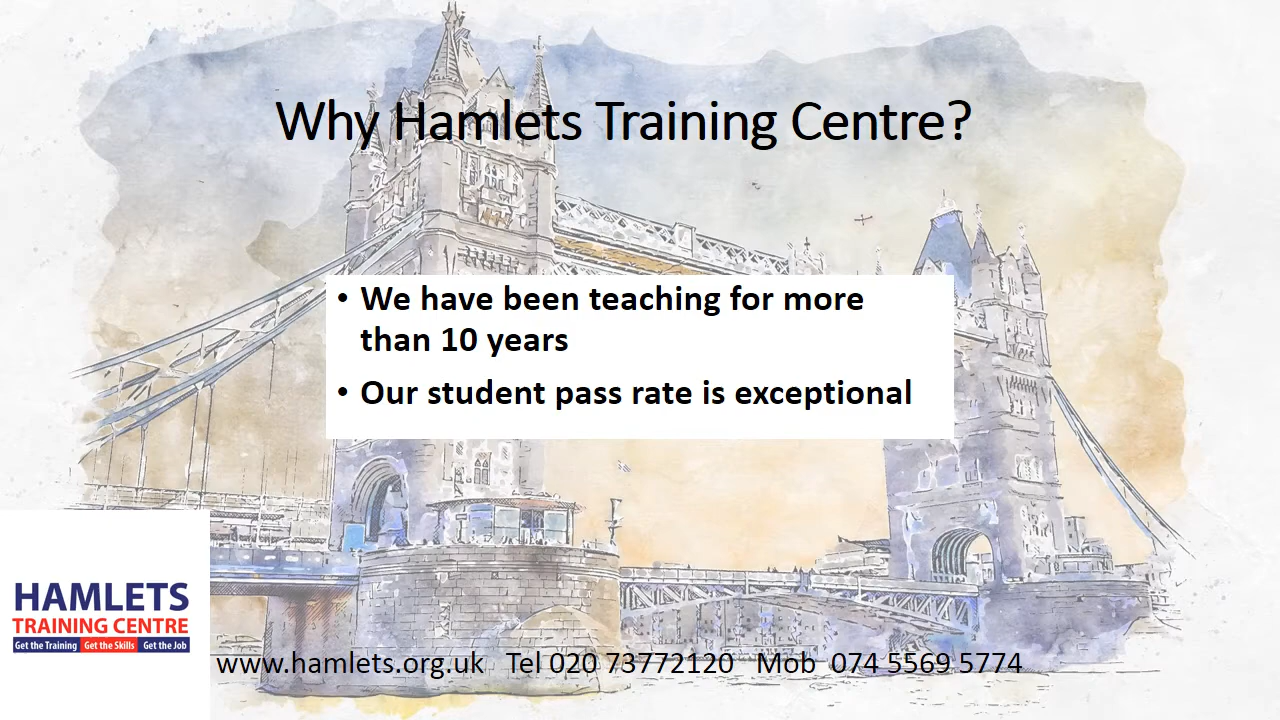 Why Hamlets Training Centre?
• We have been teaching for more
than 10 years
• Our student pass rate is exceptional
HAMLETS
TRAINING CENTRE
Get the Training Get the Skills Get the Job
www.hamlets.org.uk Tel 020 73772120 Mob 074 5569 5774